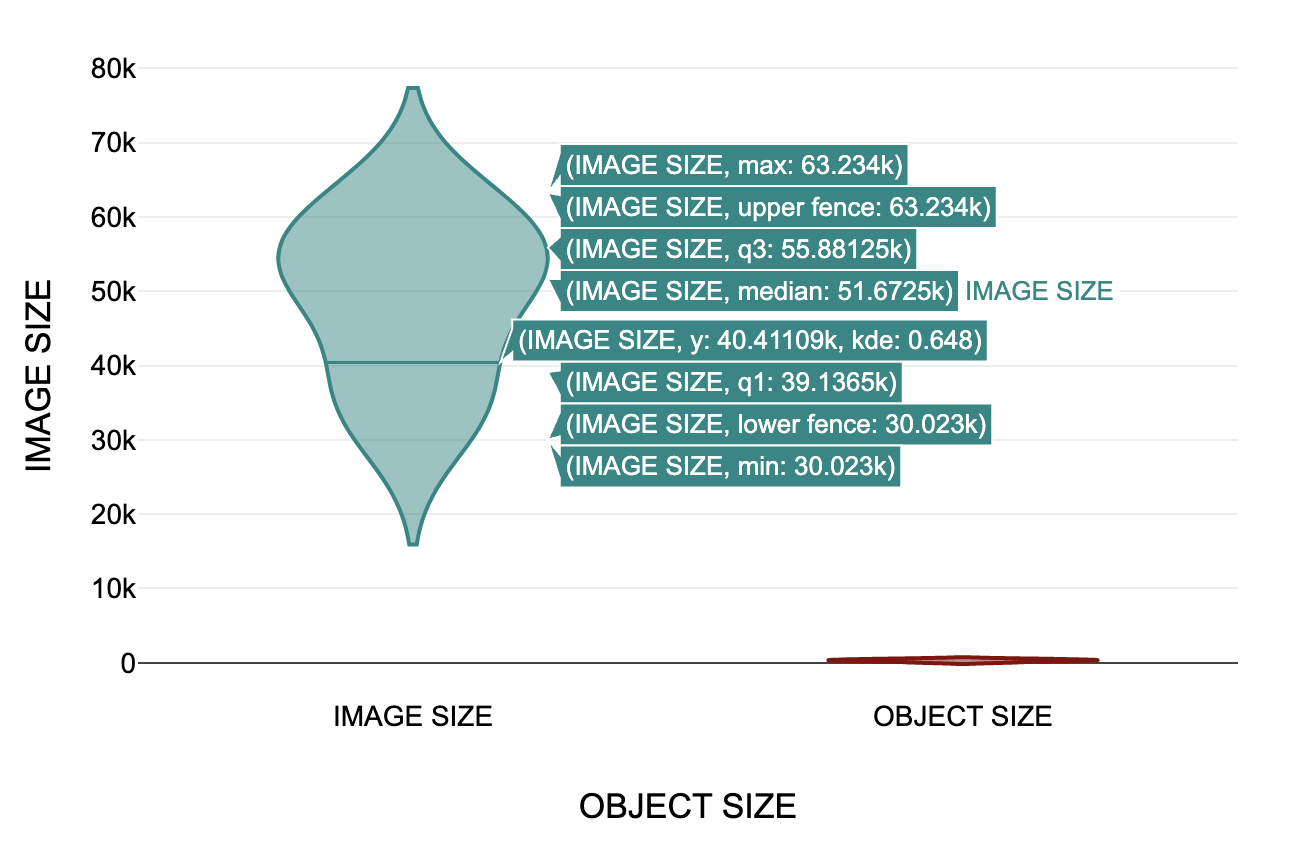 80k
70k
60k
50k
40k
30k
20k
10k
0
IMAGE SIZE
(IMAGE SIZE, max: 63.234k)
(IMAGE SIZE, upper fence: 63.234k)
(IMAGE SIZE, q3: 55.88125k)
(IMAGE SIZE, median: 51.6725k) IMAGE SIZE
(IMAGE SIZE, y: 40.41109k, kde: 0.648)
(IMAGE SIZE, q1: 39.1365k)
(IMAGE SIZE, lower fence: 30.023k)
(IMAGE SIZE, min: 30.023k)
IMAGE SIZE OBJECT SIZE
OBJECT SIZE